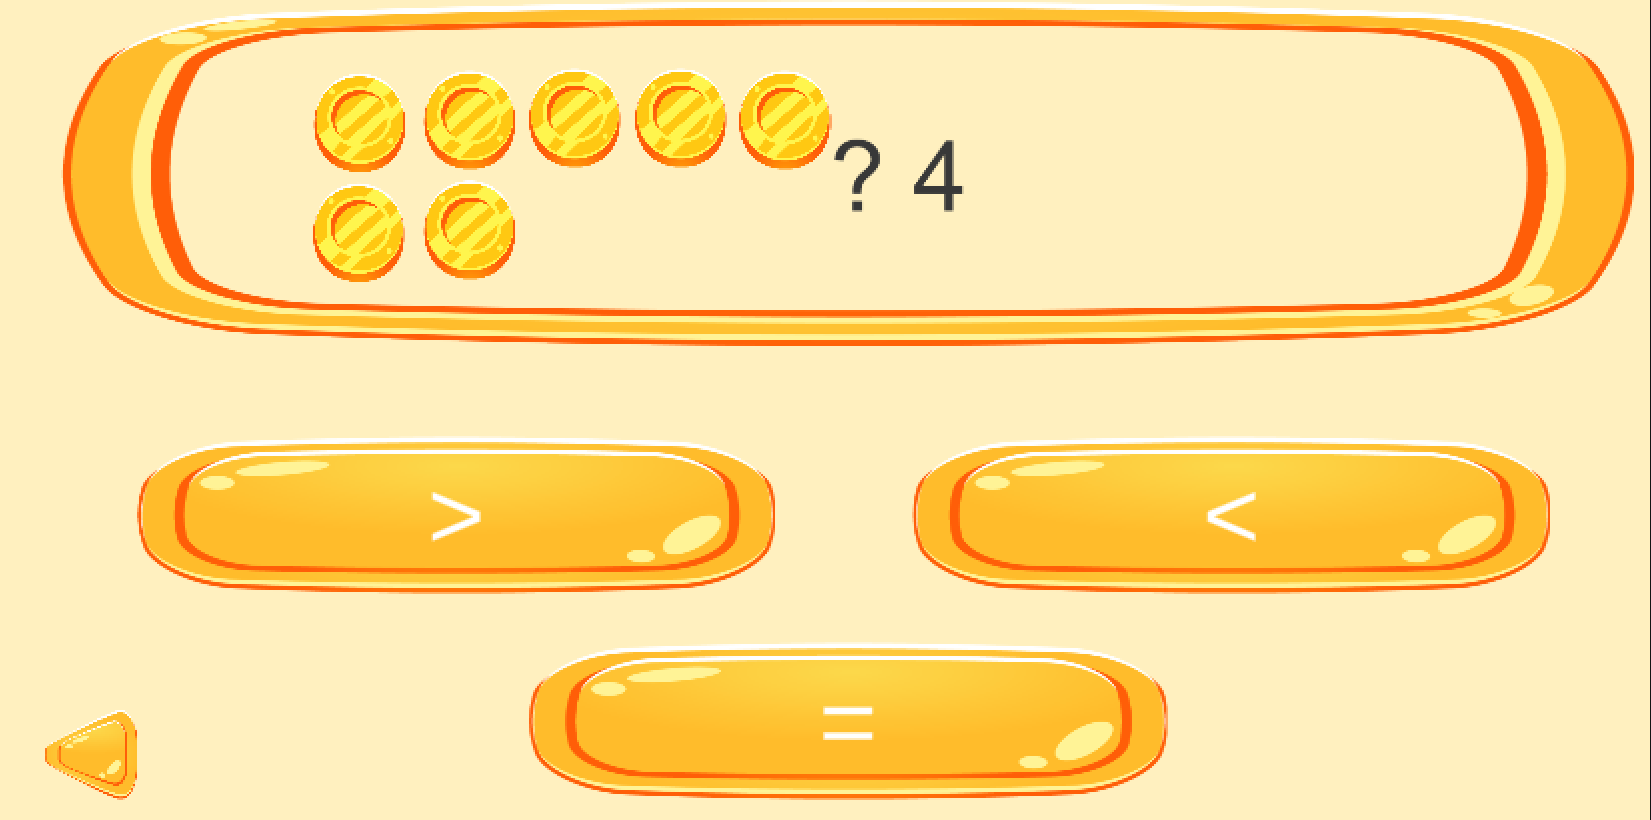 ? 4
>
<
=